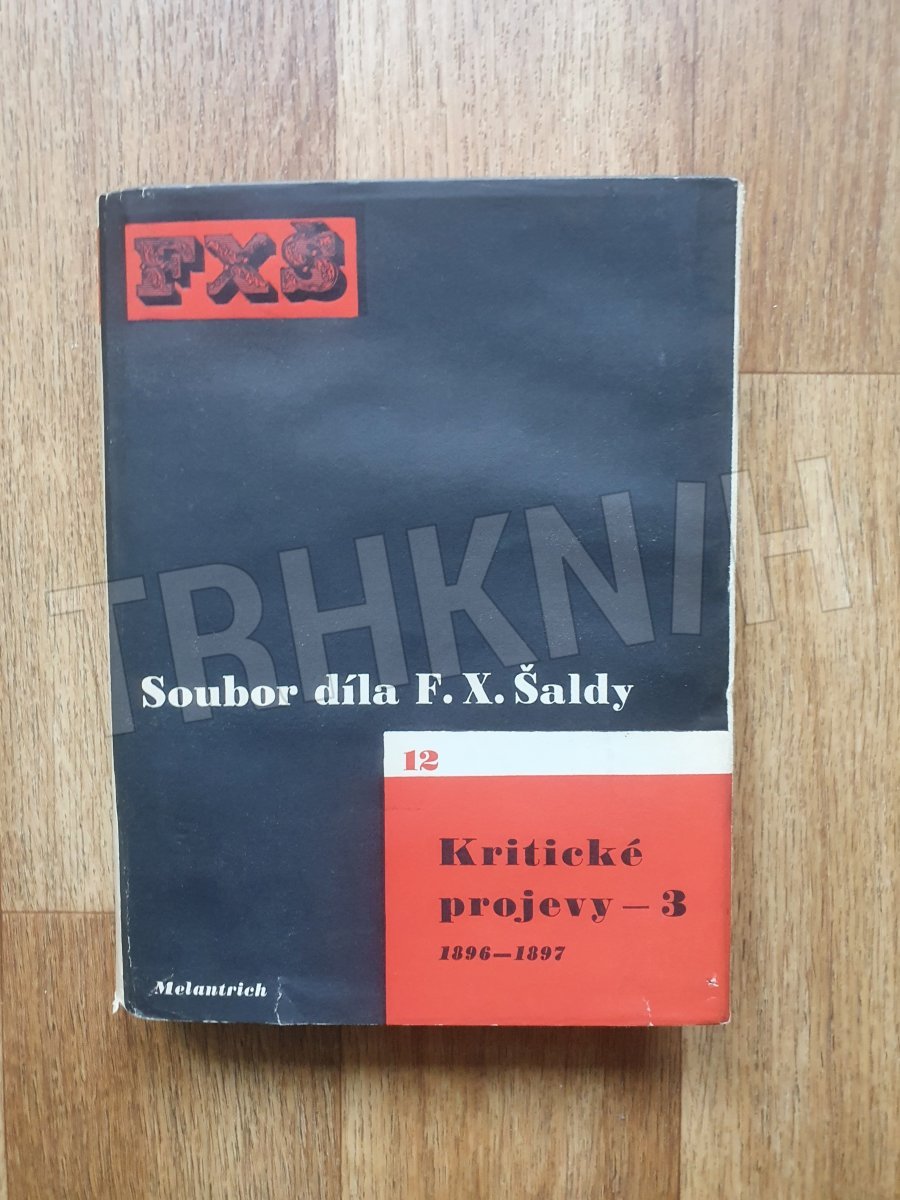 FXŠ
TRHKNIH
Soubor díla F. X. Šaldy
12
Kritické
projevy – 3
1896–1897
Melantrich